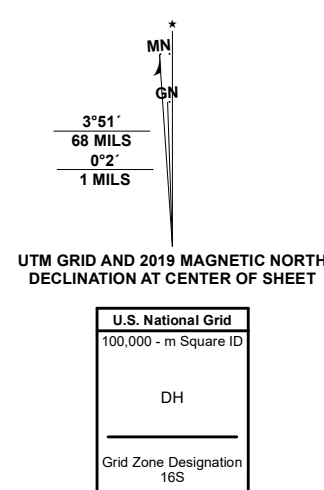 MN
GN
3°51´
68 MILS
0°2´
1 MILS
UTM GRID AND 2019 MAGNETIC NORTH
DECLINATION AT CENTER OF SHEET
U.S. National Grid
100,000 - m Square ID
DH
Grid Zone Designation
16S